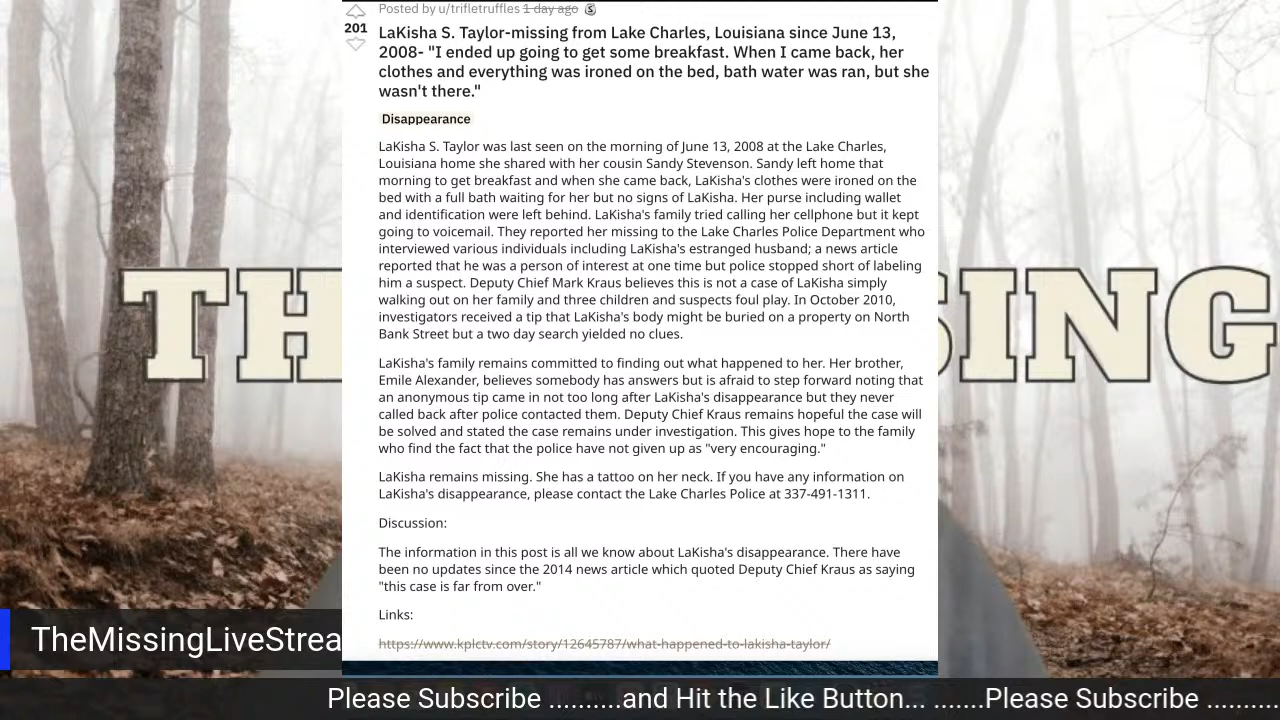 Posted by u/trifletruffles 1 day ago S
201
LaKisha S. Taylor-missing from Lake Charles, Louisiana since June 13,
2008- "I ended up going to get some breakfast. When I came back, her
clothes and everything was ironed on the bed, bath water was ran, but she
wasn't there."
Disappearance
LaKisha S. Taylor was last seen on the morning of June 13, 2008 at the Lake Charles,
Louisiana home she shared with her cousin Sandy Stevenson. Sandy left home that
morning to get breakfast and when she came back, LaKisha's clothes were ironed on the
bed with a full bath waiting for her but no signs of LaKisha. Her purse including wallet
and identification were left behind. LaKisha's family tried calling her cellphone but it kept
going to voicemail. They reported her missing to the Lake Charles Police Department who
interviewed various individuals including LaKisha's estranged husband; a news article
reported that he was a person of interest at one time but police stopped short of labeling
him a suspect. Deputy Chief Mark Kraus believes this is not a case of LaKisha simply
walking out on her family and three children and suspects foul play. In October 2010,
investigators received a tip that LaKisha's body might be buried on a property on North
Bank Street but a two day search yielded no clues.
LaKisha's family remains committed to finding out what happened to her. Her brother,
Emile Alexander, believes somebody has answers but is afraid to step forward noting that
an anonymous tip came in not too long after LaKisha's disappearance but they never
called back after police contacted them. Deputy Chief Kraus remains hopeful the case will
be solved and stated the case remains under investigation. This gives hope to the family
who find the fact that the police have not given up as "very encouraging."
LaKisha remains missing. She has a tattoo on her neck. If you have any information on
LaKisha's disappearance, please contact the Lake Charles Police at 337-491-1311.
Discussion:
The information in this post is all we know about LaKisha's disappearance. There have
been no updates since the 2014 news article which quoted Deputy Chief Kraus as saying
"this case is far from over."
Links:
https://www.kplctv.com/story/12645787/what-happened-to-lakisha-taylor/
TH SING
TheMissingLiveStrea
Please Subscribe ..........and Hit the Like Button... .......Please Subscribe ..........